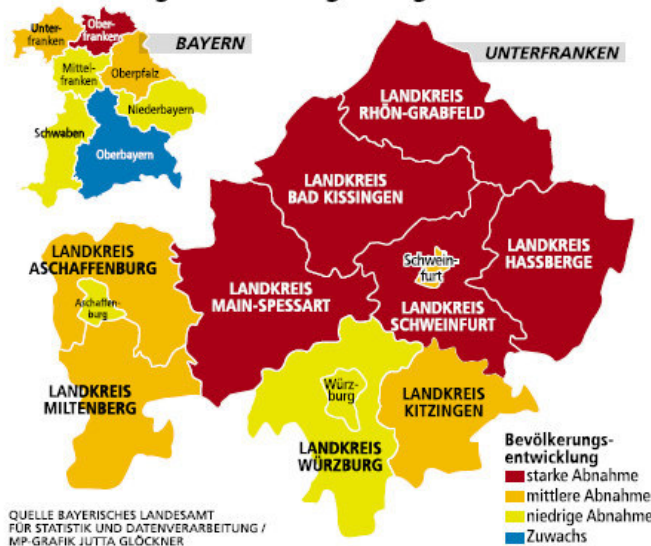 BAYERN
Unter-
franken
Ober-
franken
Mittel-
franken
Oberpfalz
Niederbayern
Schwaben
Oberbayern
UNTERFRANKEN
LANDKREIS
RHÖN-GRABFELD
LANDKREIS
BAD KISSINGEN
LANDKREIS
HASSBERGE
Schwein-
furt
LANDKREIS
SCHWEINFURT
LANDKREIS
MAIN-SPESSART
LANDKREIS
ASCHAFFENBURG
Aschaffen-
burg
LANDKREIS
MILTENBERG
Würz-
burg
LANDKREIS
WÜRZBURG
LANDKREIS
KITZINGEN
Bevölkerungs-
entwicklung
starke Abnahme
mittlere Abnahme
niedrige Abnahme
Zuwachs
QUELLE BAYERISCHES LANDESAMT
FÜR STATISTIK UND DATENVERARBEITUNG /
MP-GRAFIK JUTTA GLÖCKNER